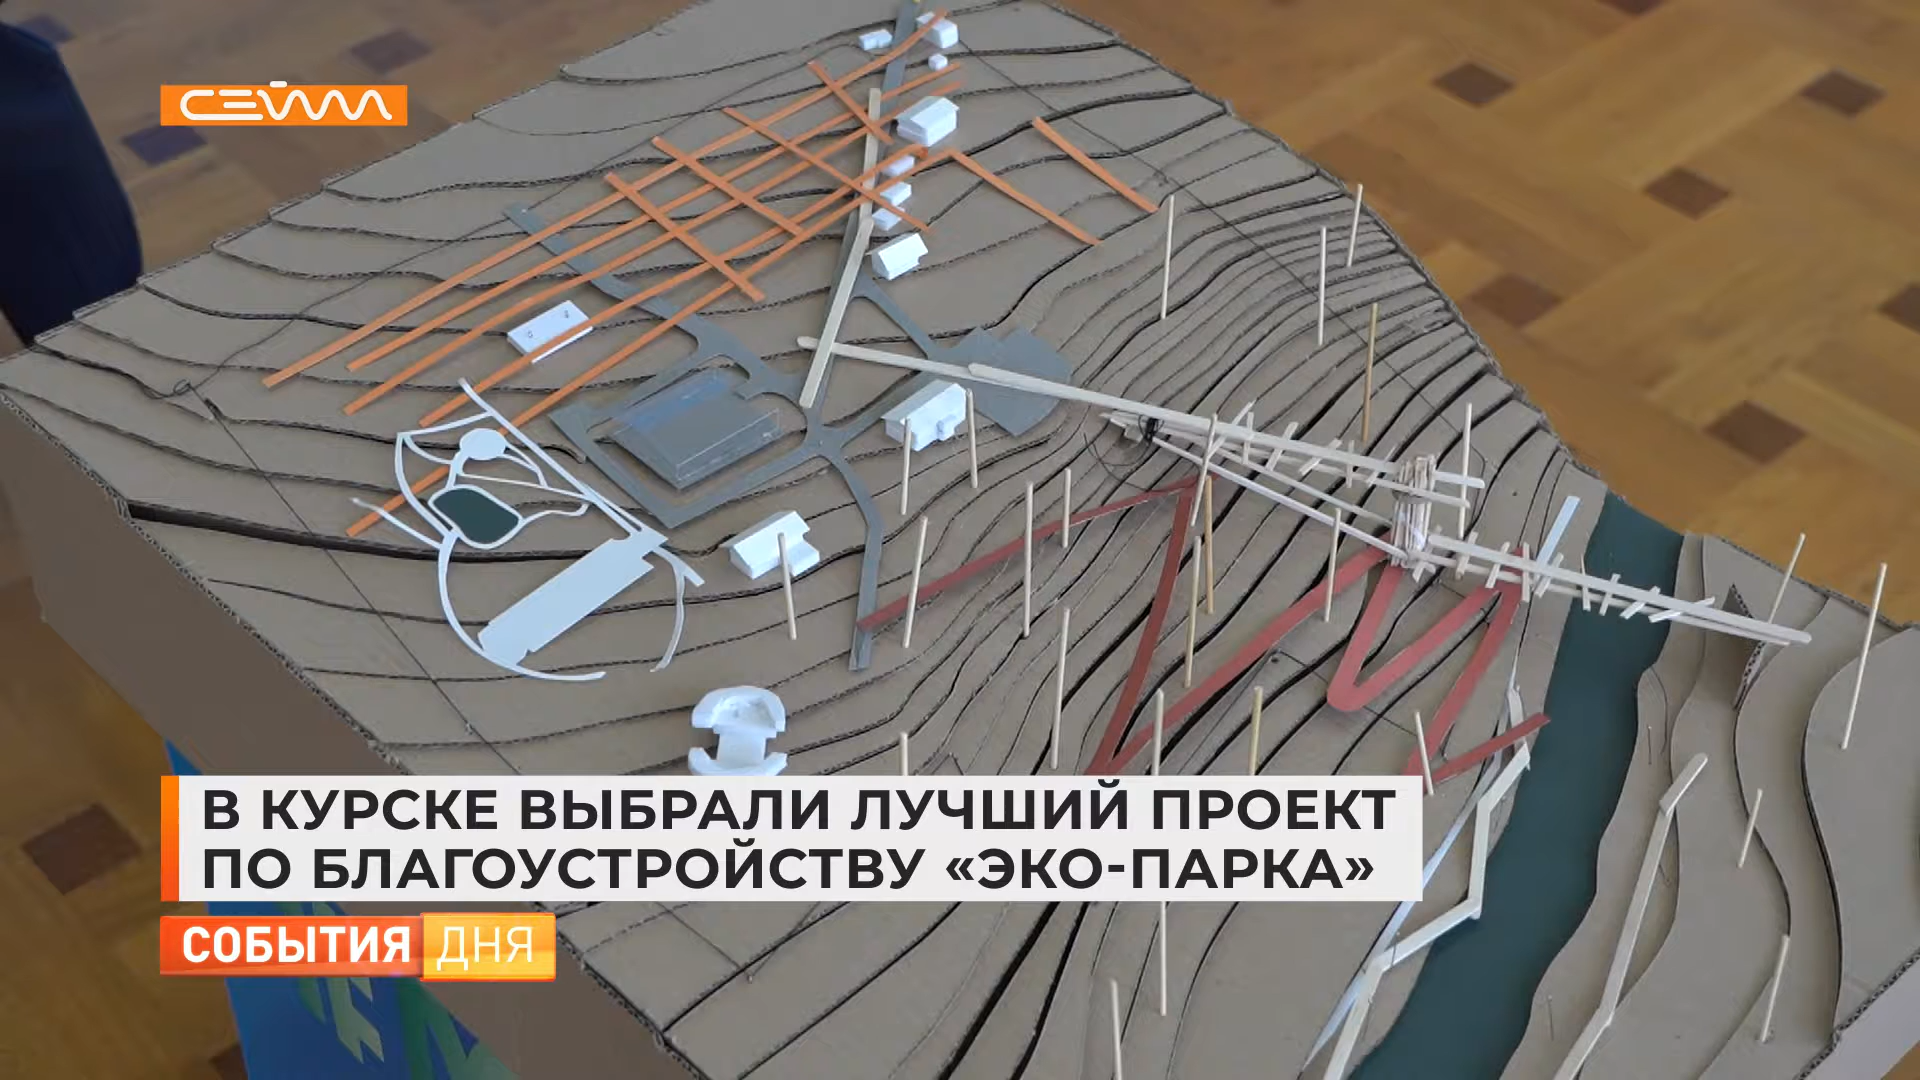 СЕЙМ
В КУРСКЕ ВЫБРАЛИ ЛУЧШИЙ ПРОЕКТ
ПО БЛАГОУСТРОЙСТВУ «ЭКО-ПАРКА»
СОБЫТИЯ ДНЯ